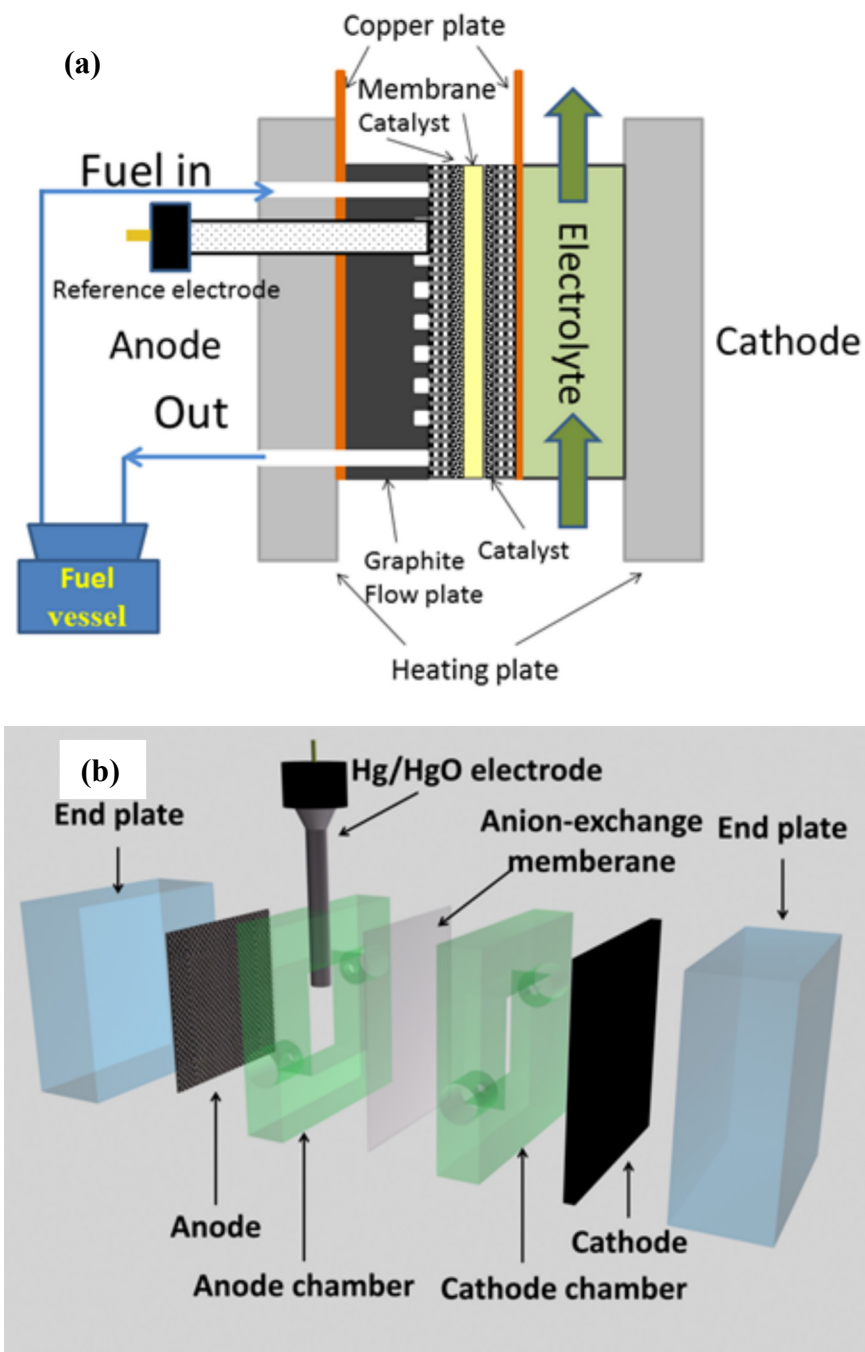 (a)
Copper plate
Membrane
Catalyst
Fuel in
Reference electrode
Anode
Electrolyte
Cathode
Out
Graphite
Flow plate
Catalyst
Fuel
vessel
Heating plate
(b)
Hg/HgO electrode
End plate
Anion-exchange
memberane
End plate
Anode
Cathode
Anode chamber
Cathode chamber